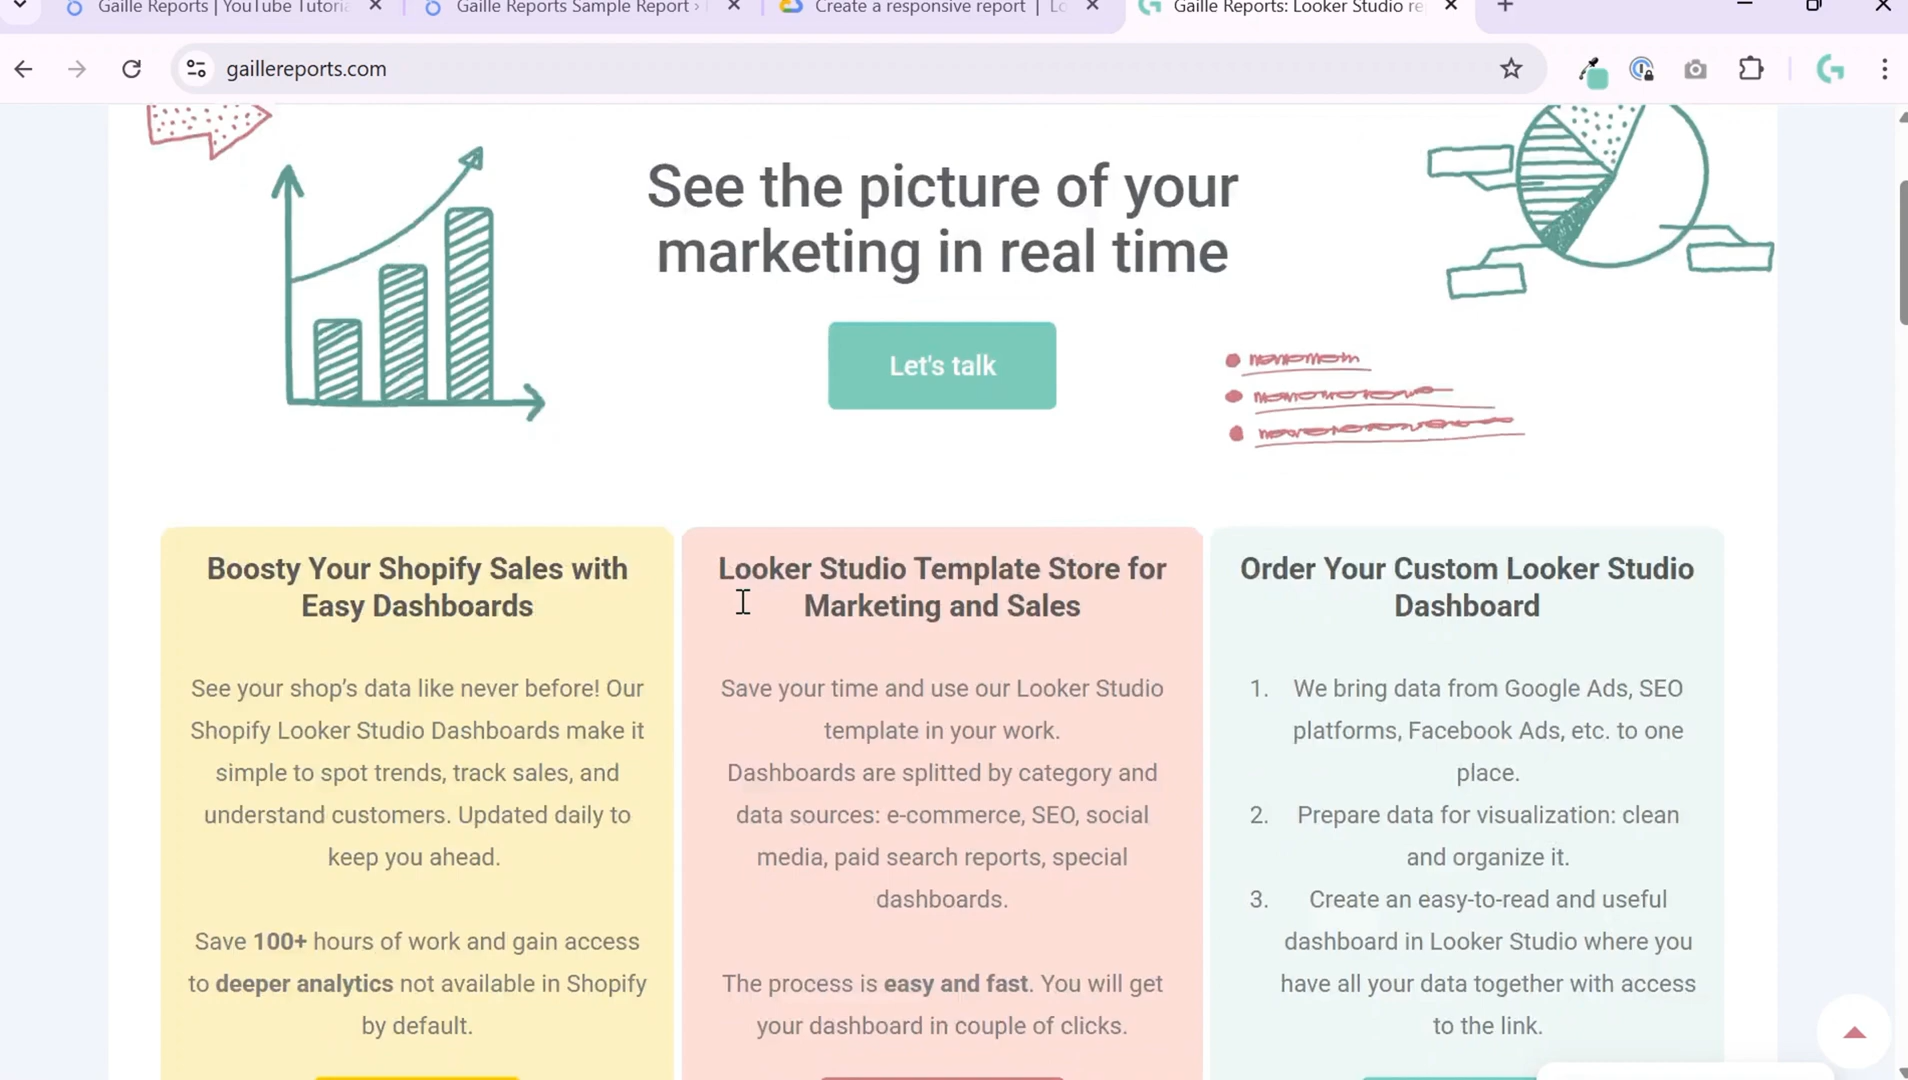 Gaille Reports | YouTube Tutoria
Gaille Reports Sample Report ›
Create a responsive report | Lo
Gaille Reports: Looker Studio re
gaillereports.com
See the picture of your
marketing in real time
Let's talk
Boosty Your Shopify Sales with
Easy Dashboards
See your shop's data like never before! Our
Shopify Looker Studio Dashboards make it
simple to spot trends, track sales, and
understand customers. Updated daily to
keep you ahead.
Save 100+ hours of work and gain access
to deeper analytics not available in Shopify
by default.
Looker Studio Template Store for
Marketing and Sales
Save your time and use our Looker Studio
template in your work.
Dashboards are splitted by category and
data sources: e-commerce, SEO, social
media, paid search reports, special
dashboards.
The process is easy and fast. You will get
your dashboard in couple of clicks.
Order Your Custom Looker Studio
Dashboard
1. We bring data from Google Ads, SEO
platforms, Facebook Ads, etc. to one
place.
2. Prepare data for visualization: clean
and organize it.
3. Create an easy-to-read and useful
dashboard in Looker Studio where you
have all your data together with access
to the link.